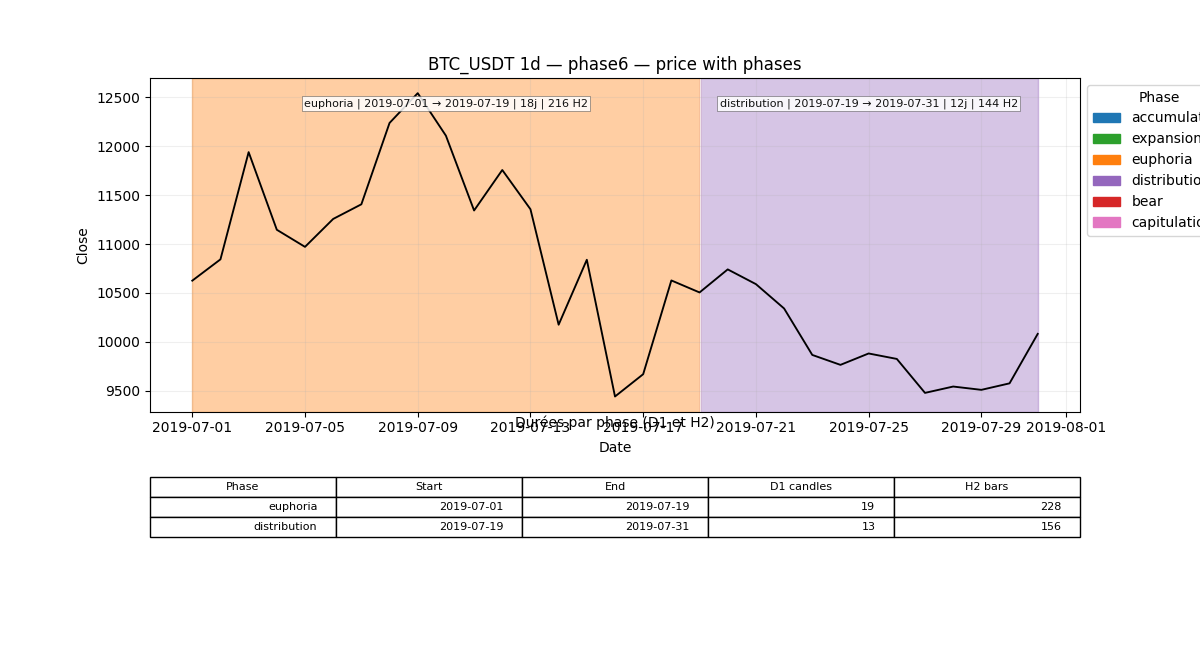 BTC_USDT 1d — phase6 — price with phases
euphoria | 2019-07-01 → 2019-07-19 | 18j | 216 H2
distribution | 2019-07-19 → 2019-07-31 | 12j | 144 H2
Phase
accumulat
expansion
euphoria
distributio
bear
capitulatio
Close
12500
12000
11500
11000
10500
10000
9500
Durées par phase (D1 et H2)
2019-07-01 2019-07-05 2019-07-09 2019-07-13 2019-07-17 2019-07-21 2019-07-25 2019-07-29 2019-08-01
Date
Phase Start End D1 candles H2 bars
euphoria 2019-07-01 2019-07-19 19 228
distribution 2019-07-19 2019-07-31 13 156